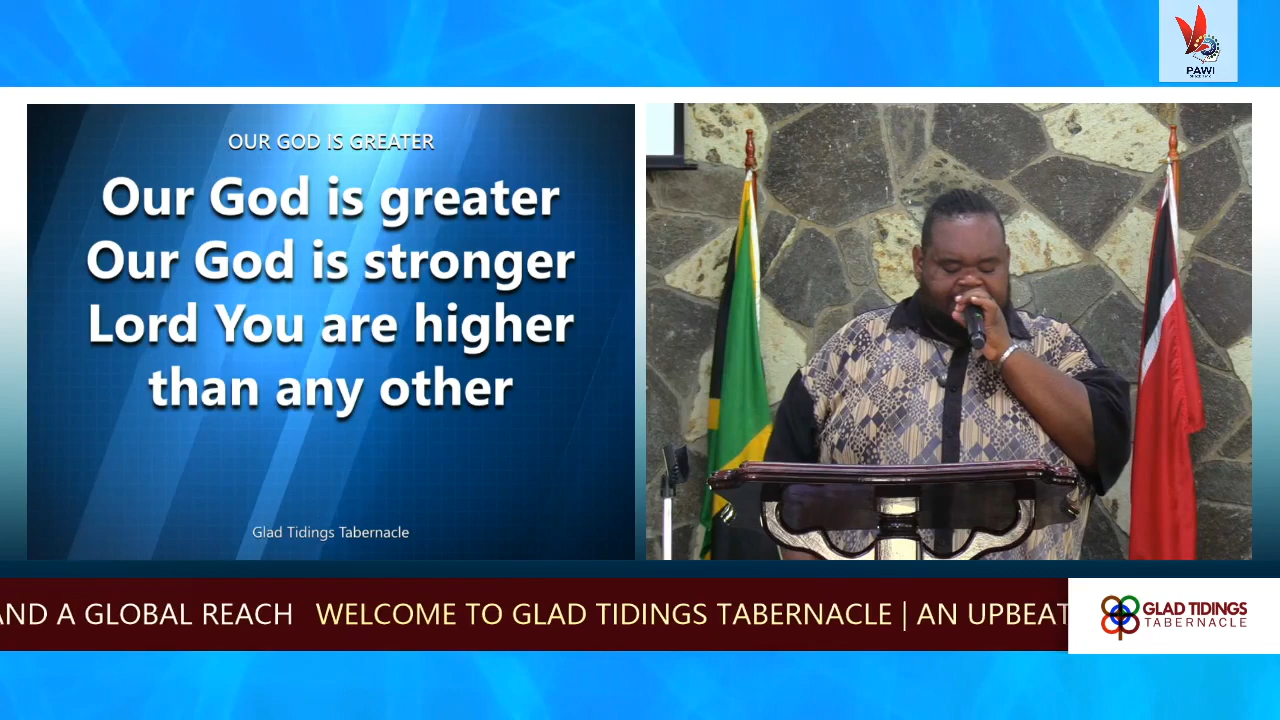 PAWI
OUR GOD IS GREATER
Our God is greater
Our God is stronger
Lord You are higher
than any other
Glad Tidings Tabernacle
AND A GLOBAL REACH WELCOME TO GLAD TIDINGS TABERNACLE | AN UPBEAT
GLAD TIDINGS
TABERNACLE